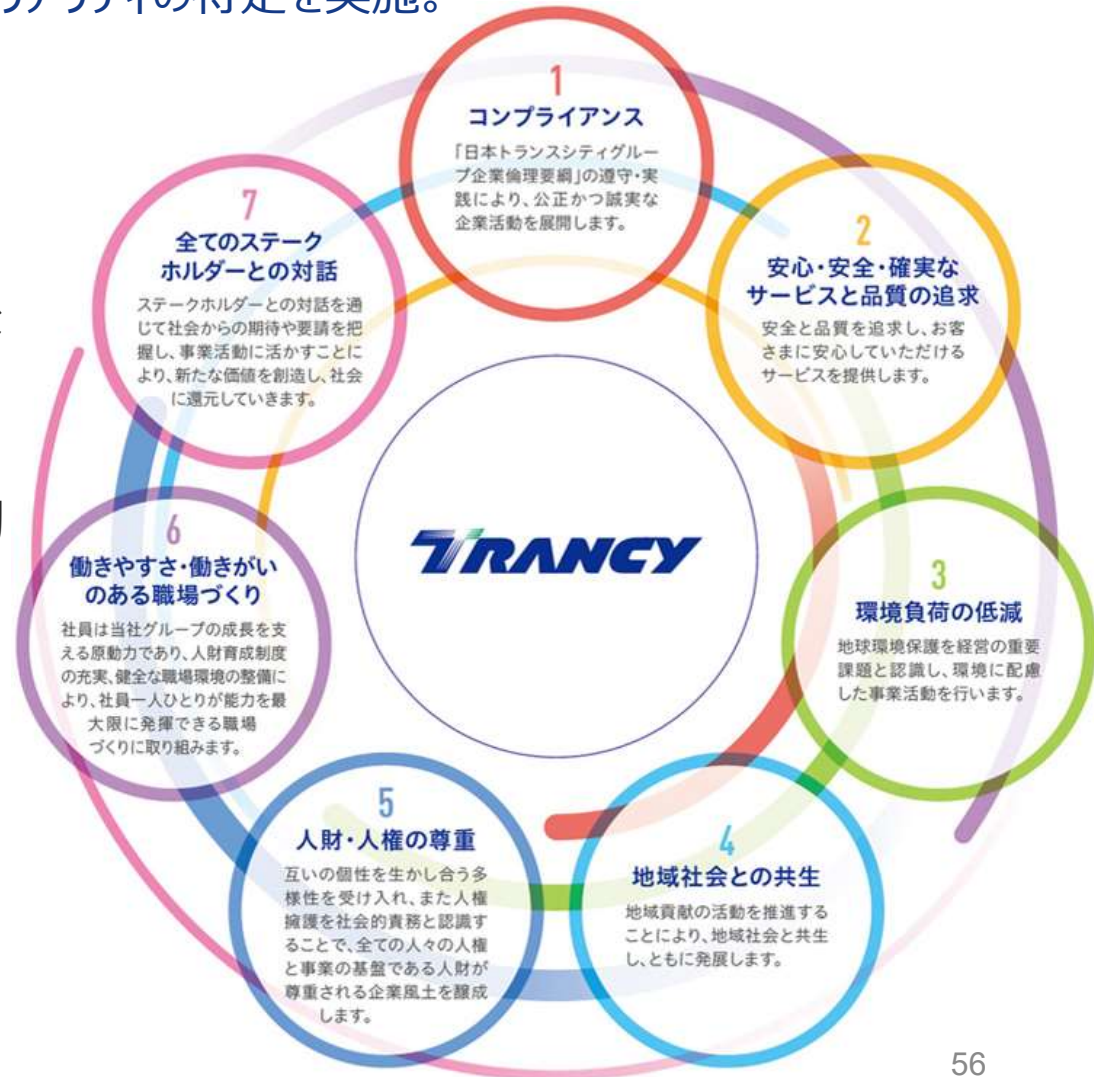 リアリティの特定を実施。
1
コンプライアンス
「日本トランスシティグルー
プ企業倫理要綱」の遵守・実
践により、公正かつ誠実な
企業活動を展開します。
2
安心・安全・確実な
サービスと品質の追求
安全と品質を追求し、お客
さまに安心していただける
サービスを提供します。
3
環境負荷の低減
地球環境保護を経営の重要
課題と認識し、環境に配慮
した事業活動を行います。
4
地域社会との共生
地域貢献の活動を推進する
ことにより、地域社会と共生
し、ともに発展します。
5
人財・人権の尊重
互いの個性を生かし合う多
様性を受け入れ、また人権
擁護を社会的責務と認識す
ることで、全ての人々の人権
と事業の基盤である人財が
尊重される企業風土を醸成
します。
6
働きやすさ・働きがい
のある職場づくり
社員は当社グループの成長を支
える原動力であり、人財育成制度
の充実、健全な職場環境の整備に
より、社員一人ひとりが能力を最
大限に発揮できる職場
づくりに取り組みます。
7
全てのステーク
ホルダーとの対話
ステークホルダーとの対話を通
じて社会からの期待や要請を把
握し、事業活動に活かすことに
より、新たな価値を創造し、社会
に還元していきます。
TRANCY
56